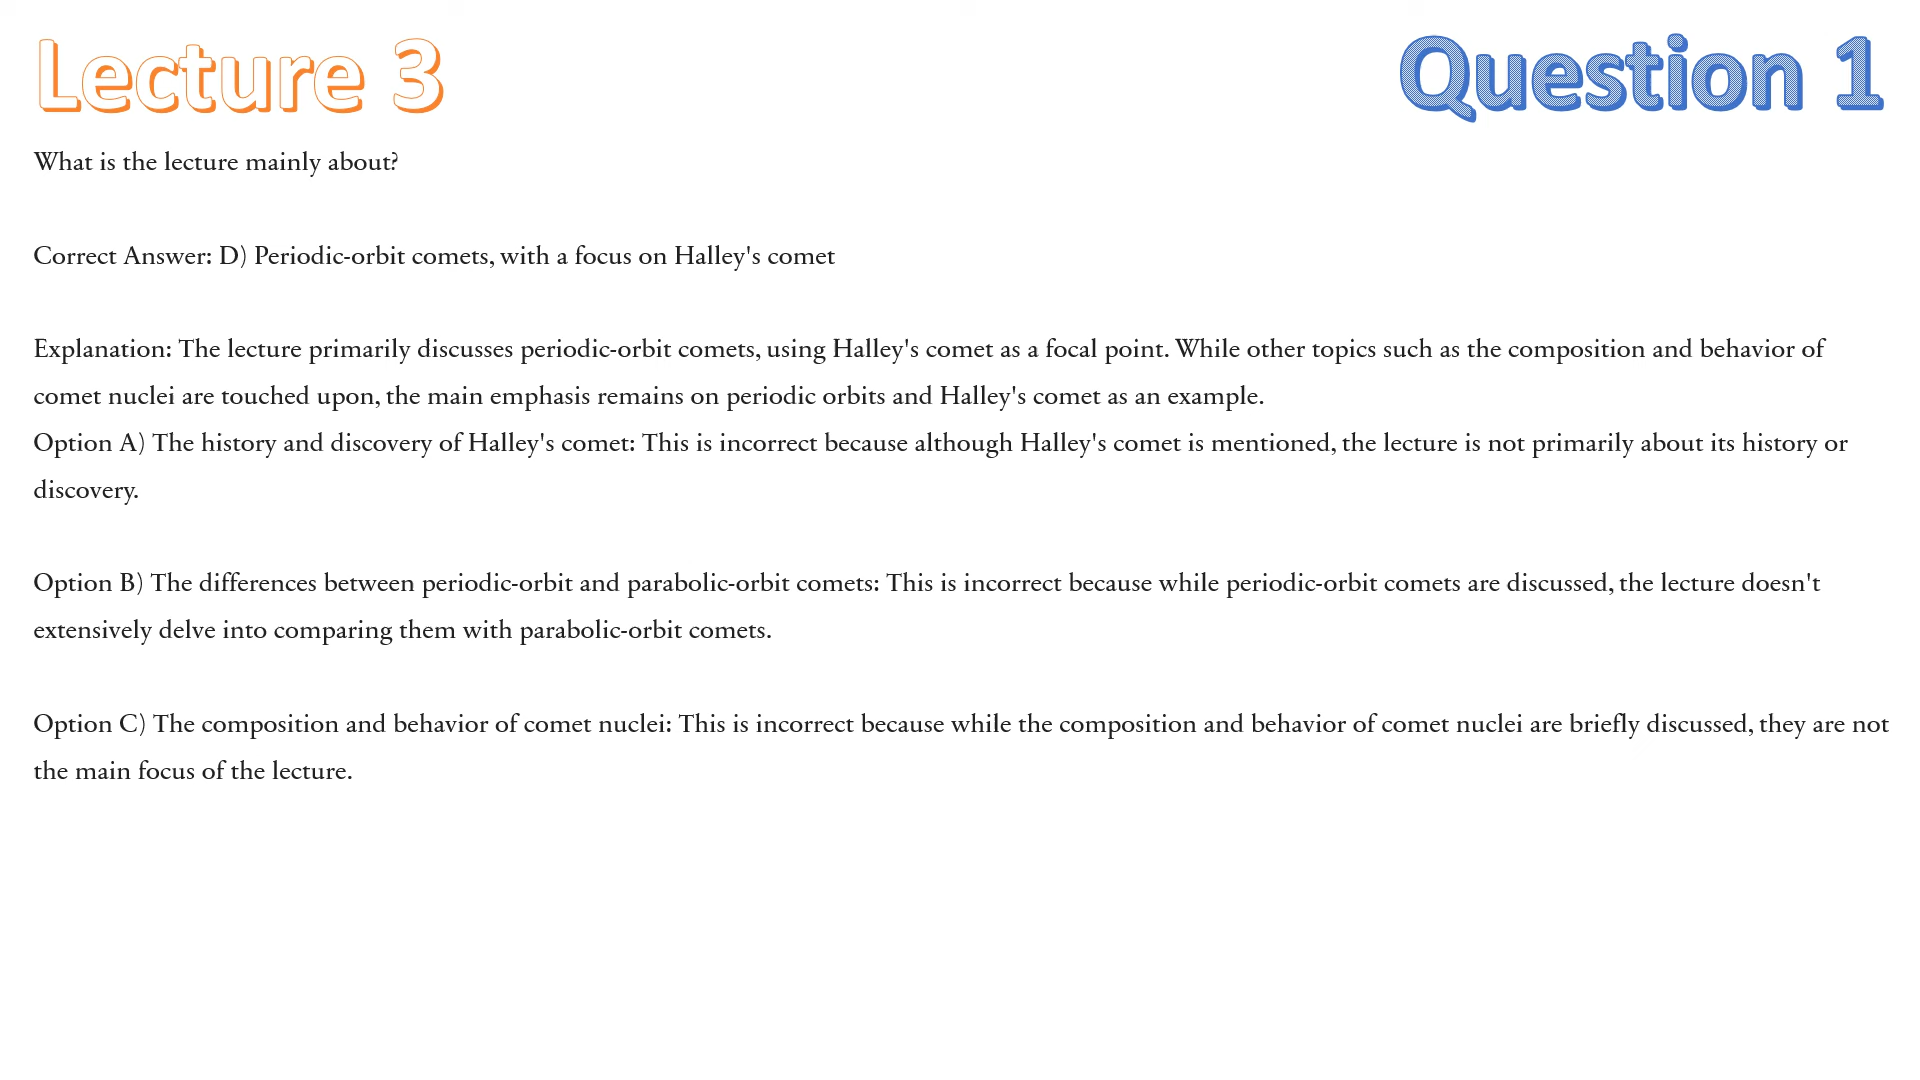 Lecture 3
Question 1
What is the lecture mainly about?
Correct Answer: D) Periodic-orbit comets, with a focus on Halley's comet
Explanation: The lecture primarily discusses periodic-orbit comets, using Halley's comet as a focal point. While other topics such as the composition and behavior of
comet nuclei are touched upon, the main emphasis remains on periodic orbits and Halley's comet as an example.
Option A) The history and discovery of Halley's comet: This is incorrect because although Halley's comet is mentioned, the lecture is not primarily about its history or
discovery.
Option B) The differences between periodic-orbit and parabolic-orbit comets: This is incorrect because while periodic-orbit comets are discussed, the lecture doesn't
extensively delve into comparing them with parabolic-orbit comets.
Option C) The composition and behavior of comet nuclei: This is incorrect because while the composition and behavior of comet nuclei are briefly discussed, they are not
the main focus of the lecture.